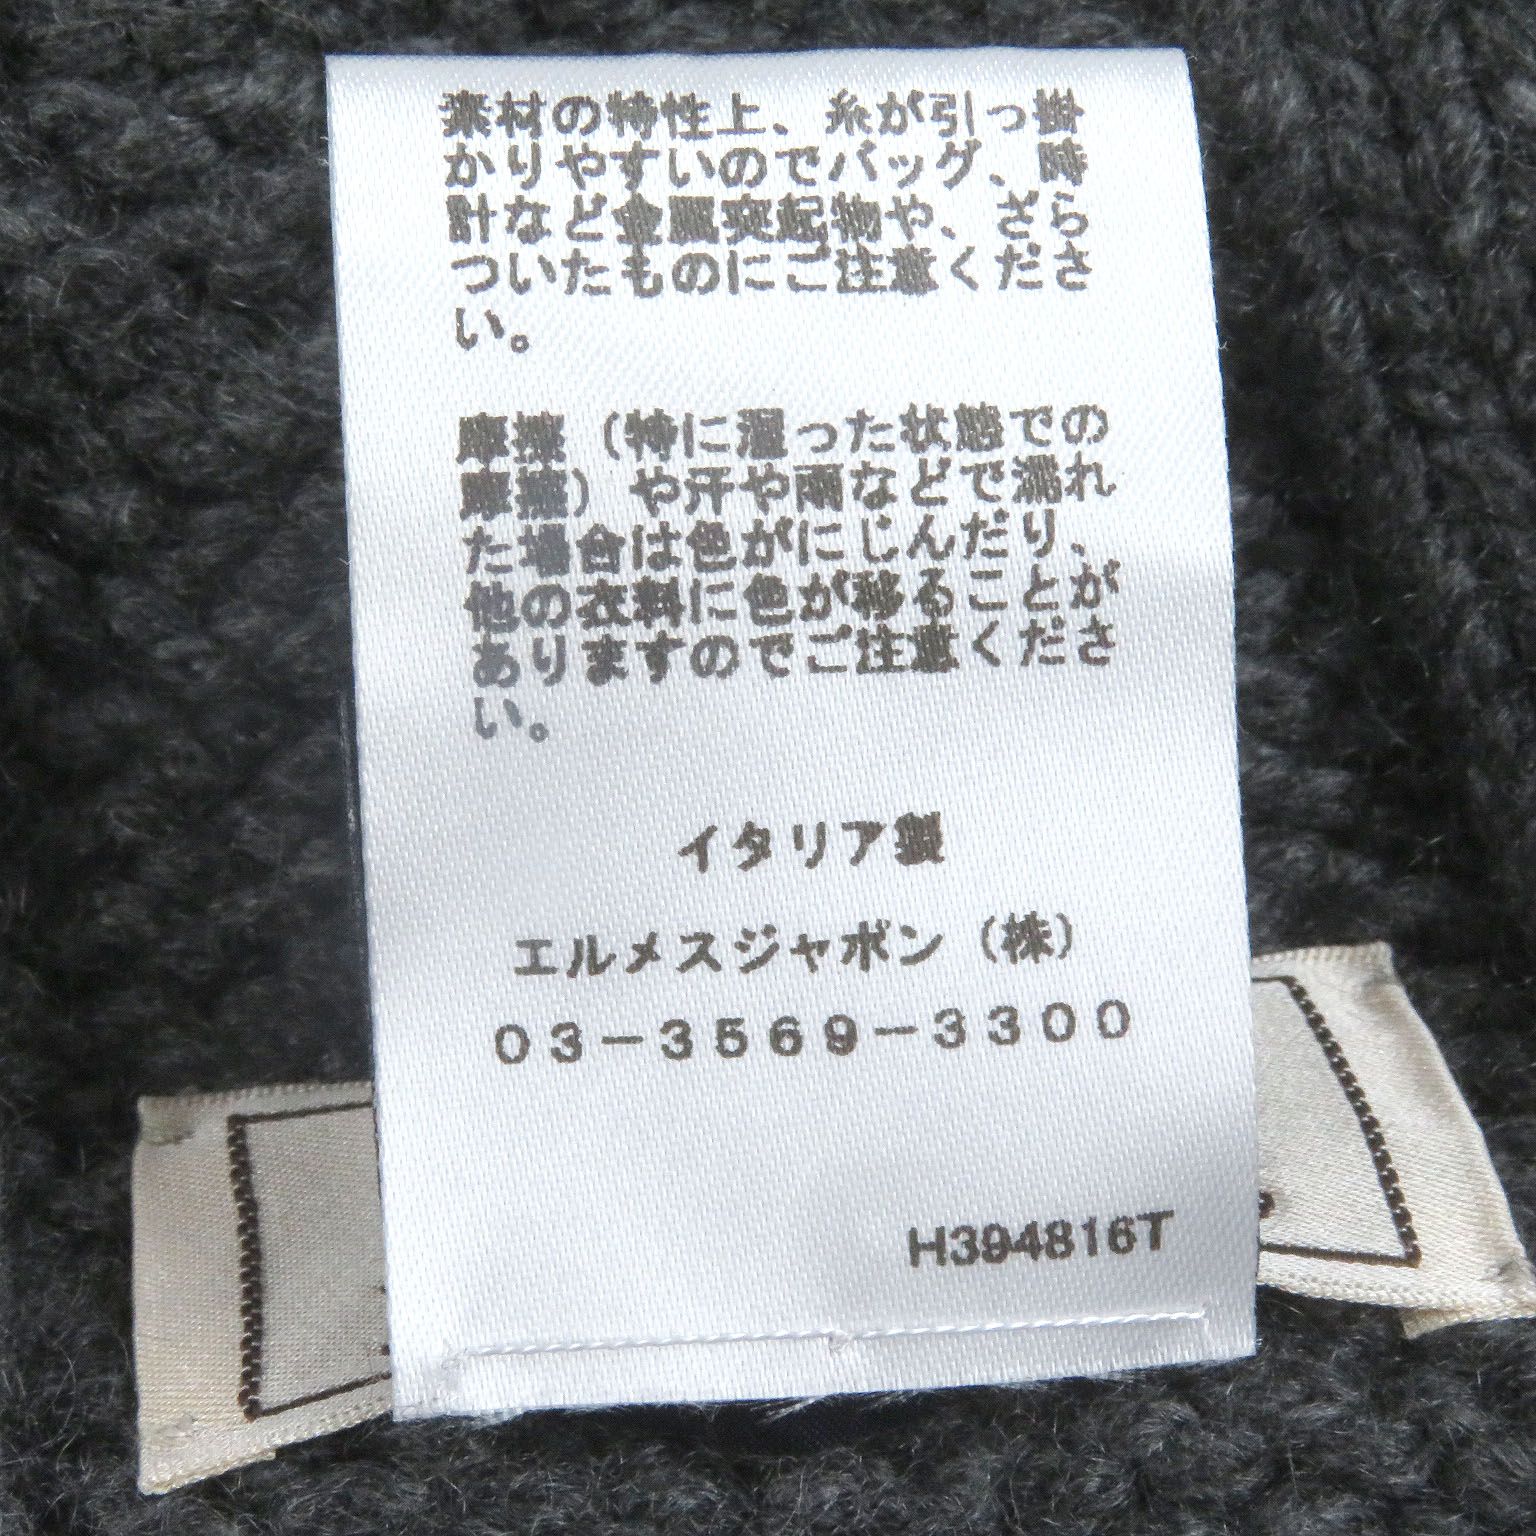 素材の特性上、糸が引っ掛
かりやすいのでバッグ、時
計など金属突起物や、ざら
ついたものにご注意くださ
い。
摩擦（特に湿った状態での
摩擦）や汗や雨などで濡れ
た場合は色がにじんだり、
他の衣料に色が移ることが
ありますのでご注意くださ
い。
イタリア製
エルメスジャポン（株）
０３－３５６９－３３００
H394816T